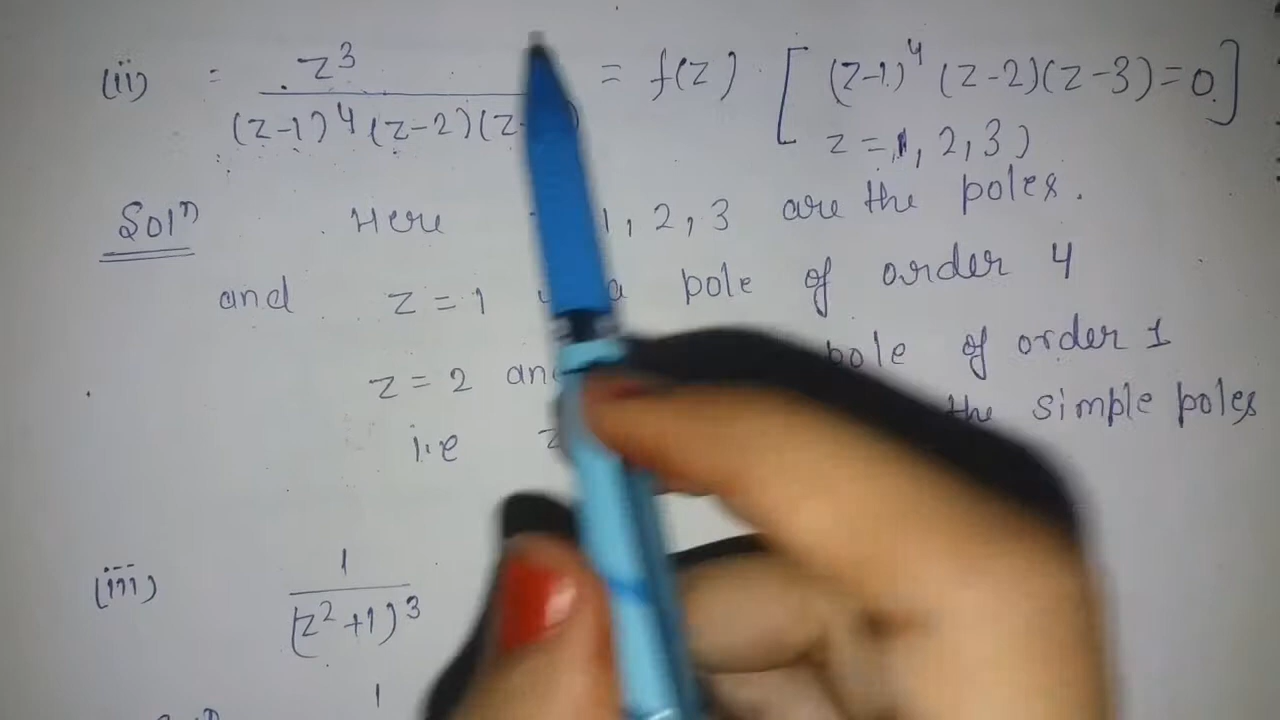 (ii) = z³ / (z-1)⁴ (z-2)(z- = f(z) . [ (z-1)⁴ (z-2)(z-3)=0.]
z = 1, 2, 3)
Solⁿ Here 1, 2, 3 are the poles.
and z = 1 a pole of order 4
z = 2 and pole of order 1
i.e z the simple poles
(iii) 1 / (z² +1)³
1